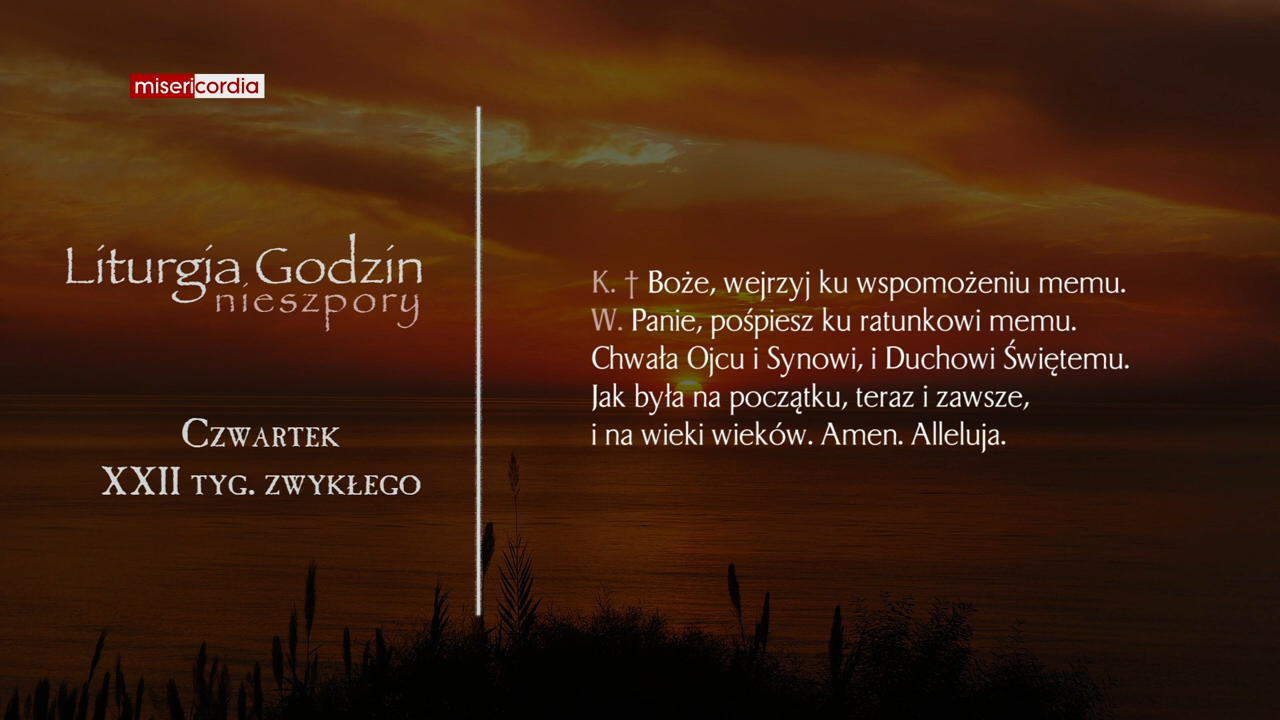 misericordia
Liturgia Godzin
nieszpory
Czwartek
XXII tyg. zwykłego
K. † Boże, wejrzyj ku wspomożeniu memu.
W. Panie, pośpiesz ku ratunkowi memu.
Chwała Ojcu i Synowi, i Duchowi Świętemu.
Jak była na początku, teraz i zawsze,
i na wieki wieków. Amen. Alleluja.